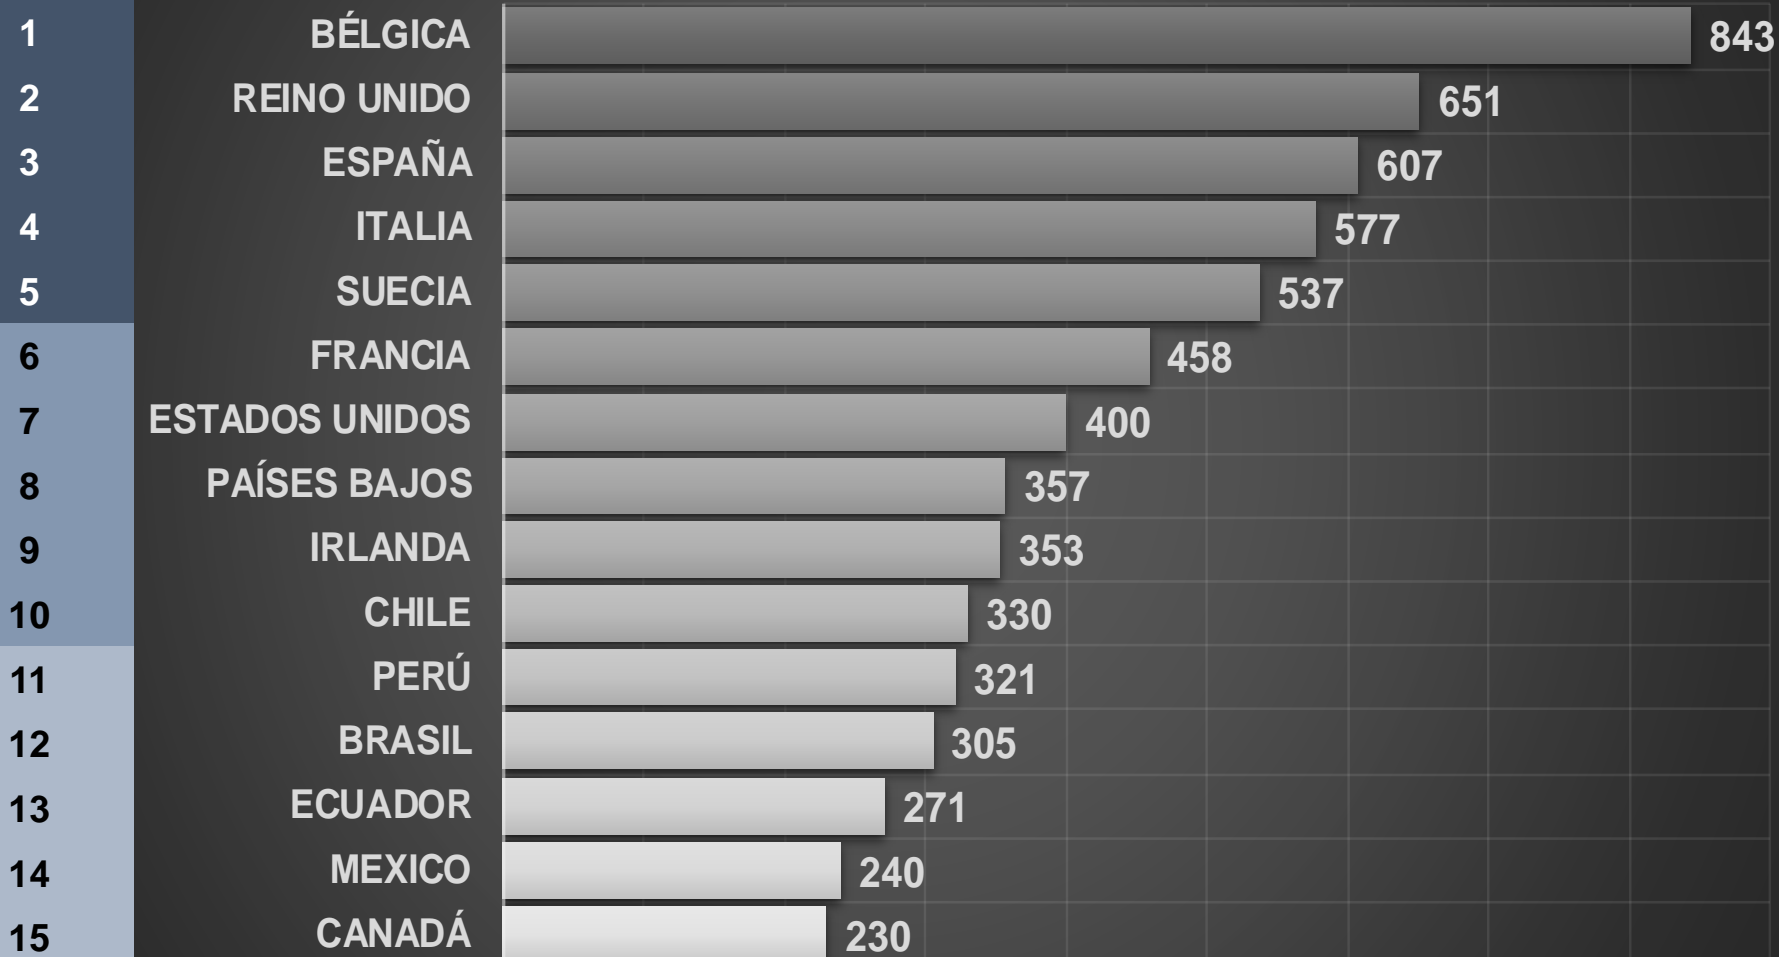 1 BÉLGICA 843
2 REINO UNIDO 651
3 ESPAÑA 607
4 ITALIA 577
5 SUECIA 537
6 FRANCIA 458
7 ESTADOS UNIDOS 400
8 PAÍSES BAJOS 357
9 IRLANDA 353
10 CHILE 330
11 PERÚ 321
12 BRASIL 305
13 ECUADOR 271
14 MEXICO 240
15 CANADÁ 230